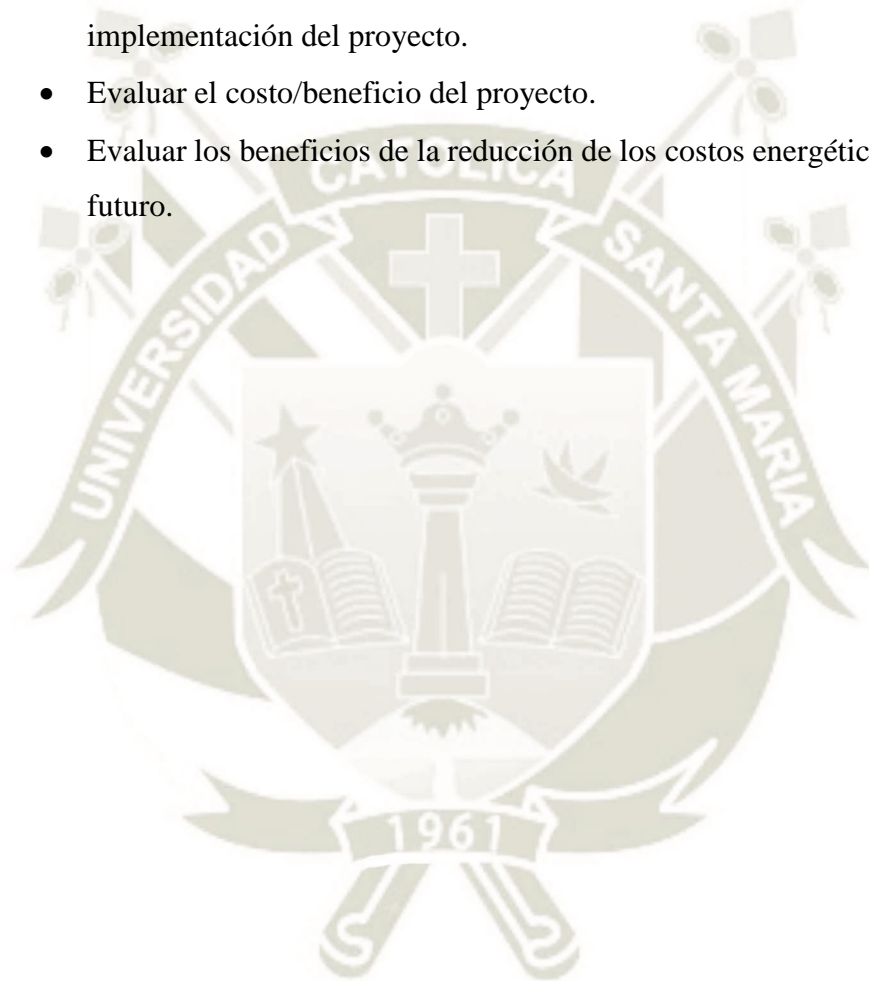 implementación del proyecto.
• Evaluar el costo/beneficio del proyecto.
• Evaluar los beneficios de la reducción de los costos energétic
futuro.
UNIVERSIDAD CATOLICA SANTA MARIA
1961